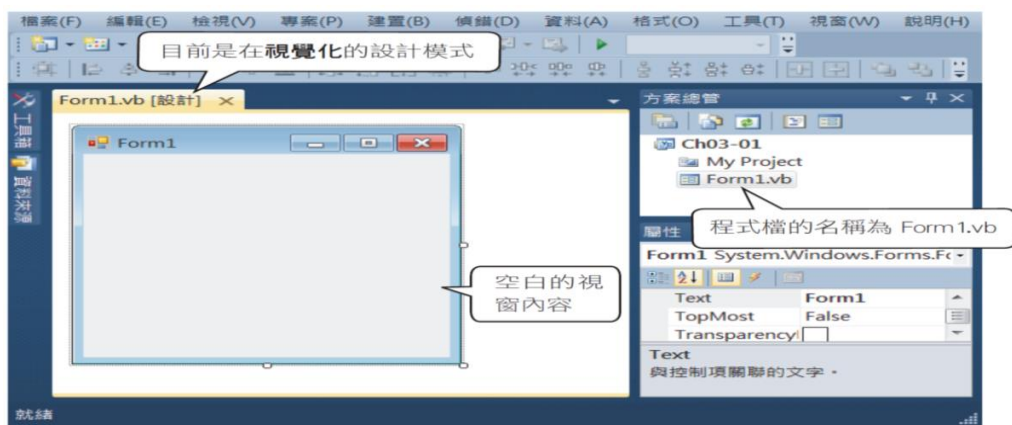 檔案(F) 編輯(E) 檢視(V) 專案(P) 建置(B) 偵錯(D) 資料(A) 格式(O) 工具(T) 視窗(W) 說明(H)
目前是在視覺化的設計模式
Form1.vb [設計] ×
方案總管
工具箱
資料來源
Form1
Ch03-01
My Project
Form1.vb
程式檔的名稱為 Form1.vb
屬性
Form1 System.Windows.Forms.Fo
空白的視
窗內容
Text Form1
TopMost False
Transparency
Text
與控制項關聯的文字。
就緒